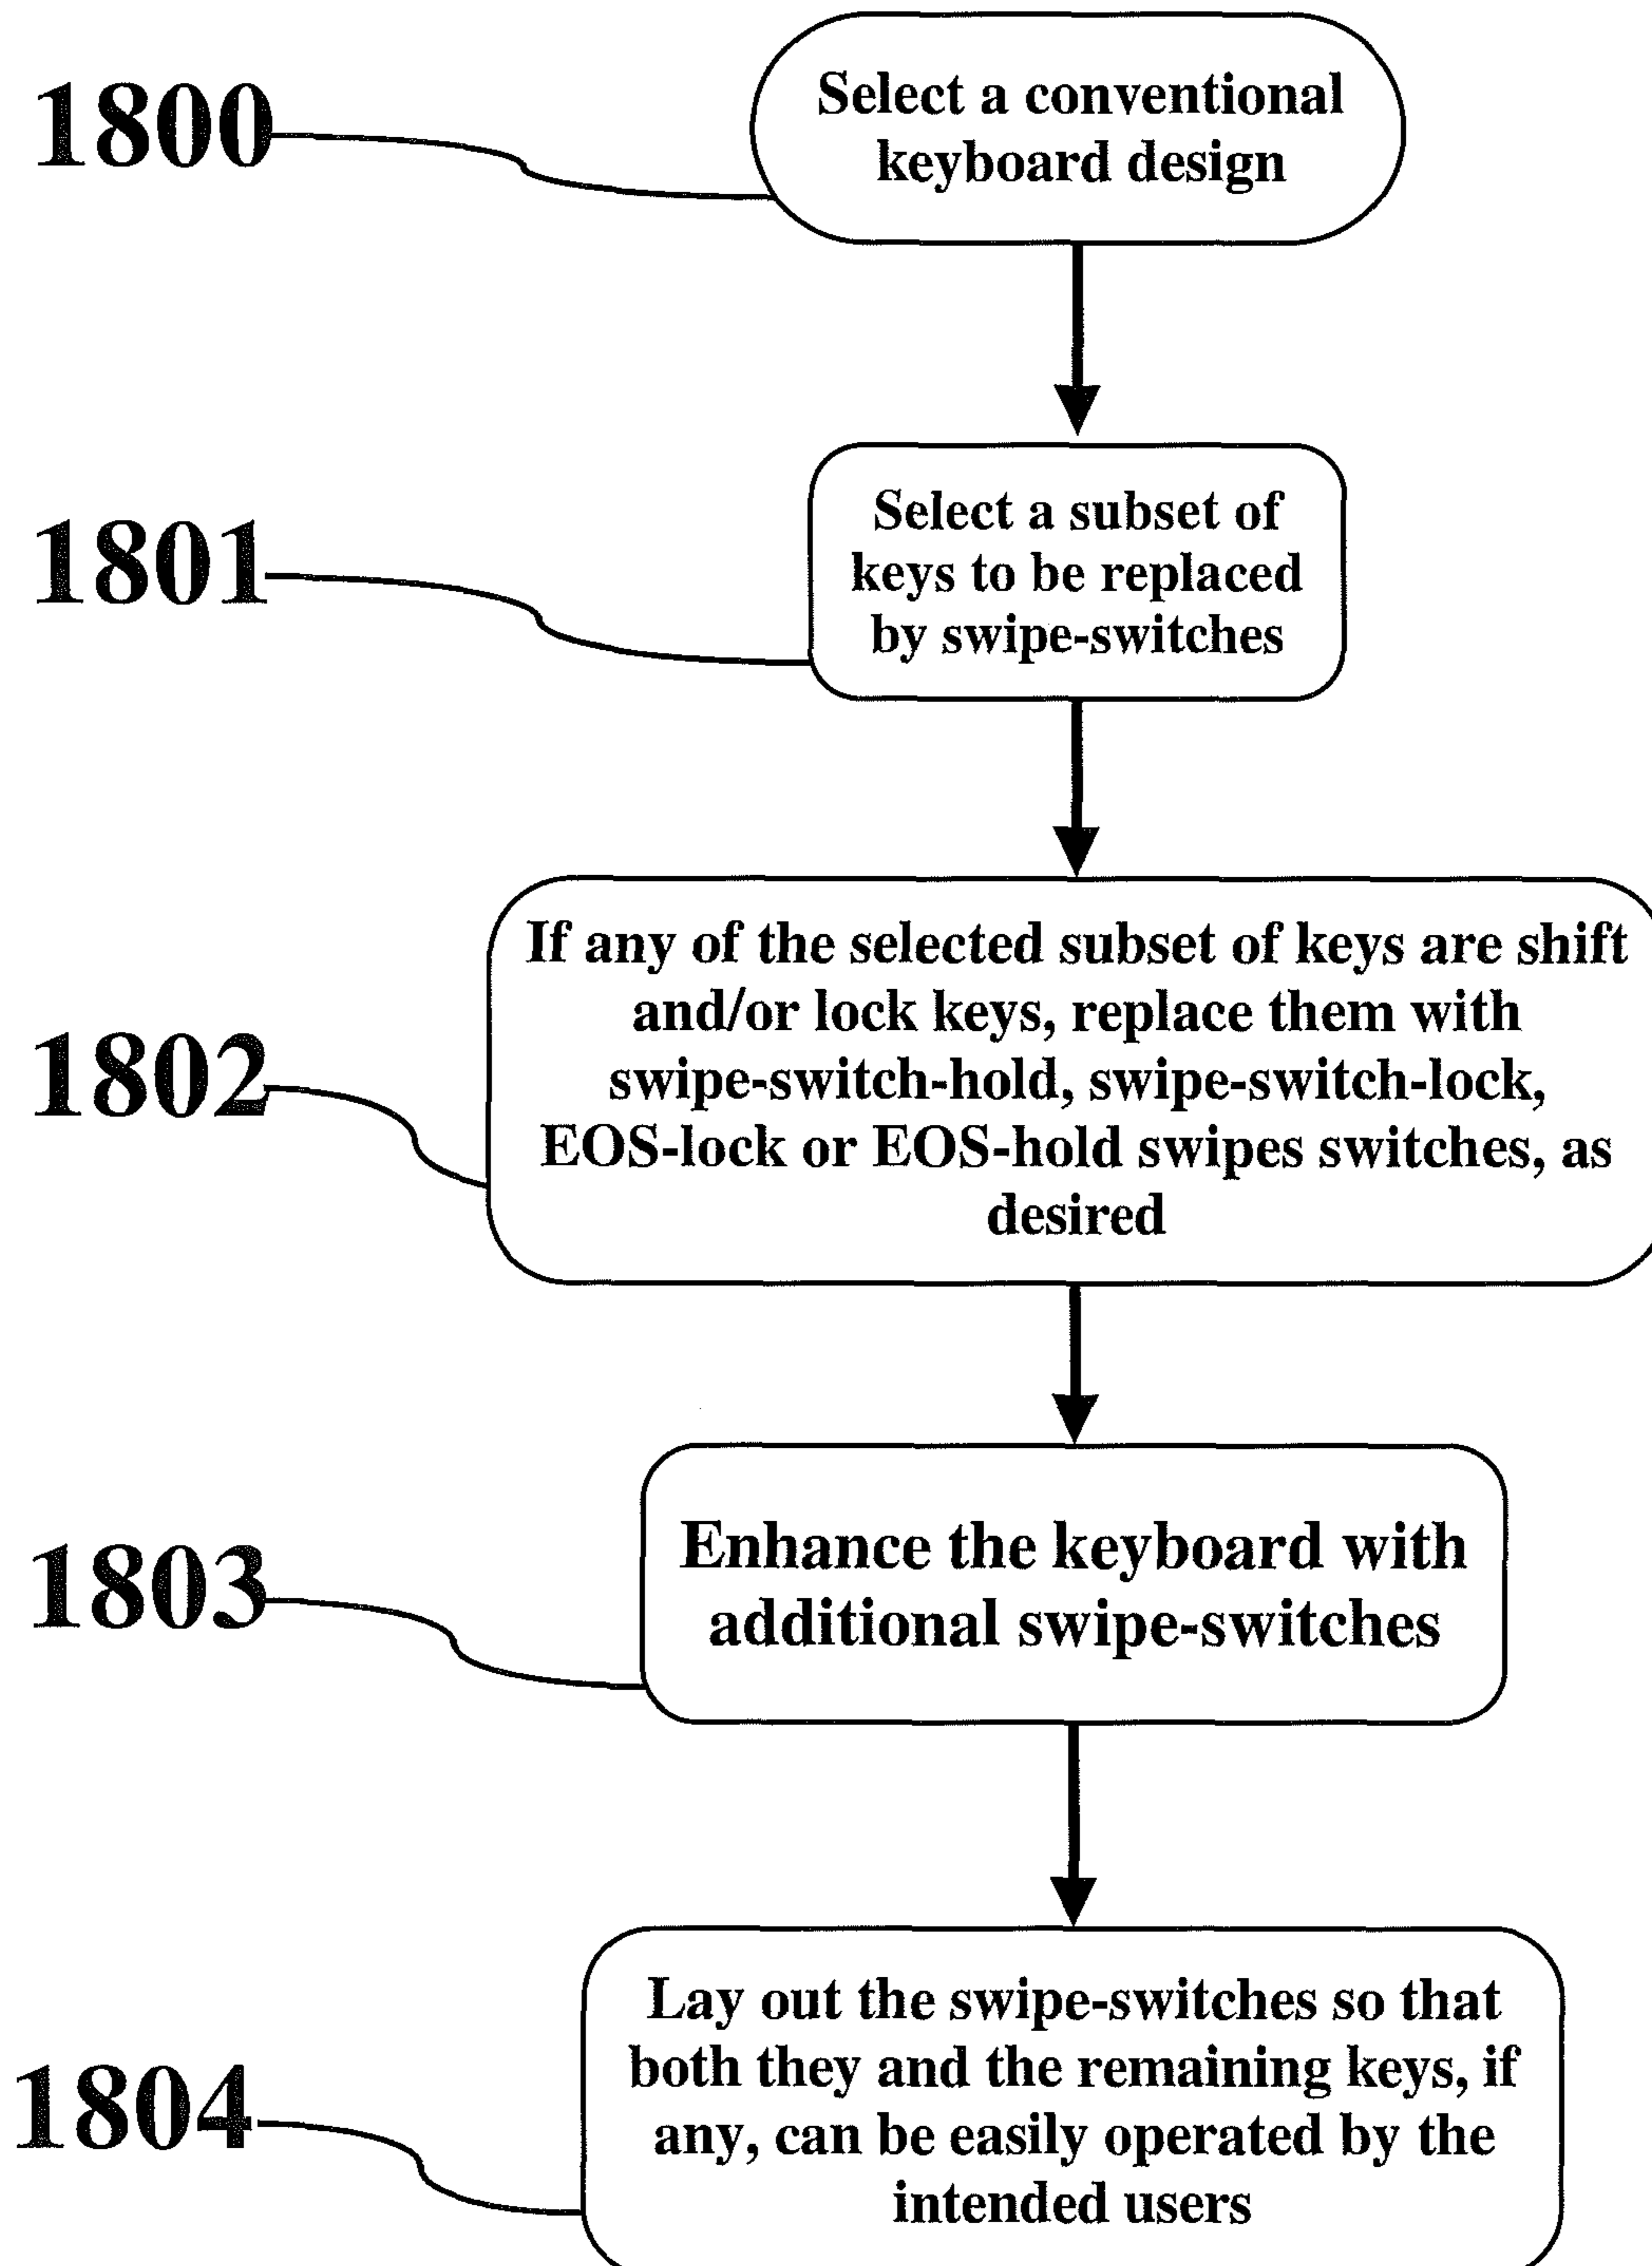 1800
Select a conventional
keyboard design
1801
Select a subset of
keys to be replaced
by swipe-switches
1802
If any of the selected subset of keys are shift
and/or lock keys, replace them with
swipe-switch-hold, swipe-switch-lock,
EOS-lock or EOS-hold swipes switches, as
desired
1803
Enhance the keyboard with
additional swipe-switches
1804
Lay out the swipe-switches so that
both they and the remaining keys, if
any, can be easily operated by the
intended users